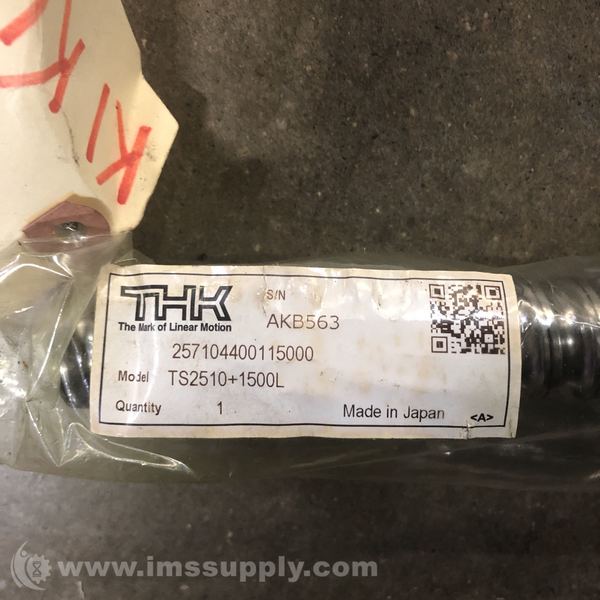 KIK
THK
The Mark of Linear Motion
S/N
AKB563
257104400115000
Model TS2510+1500L
Quantity 1
Made in Japan <A>
www.imssupply.com